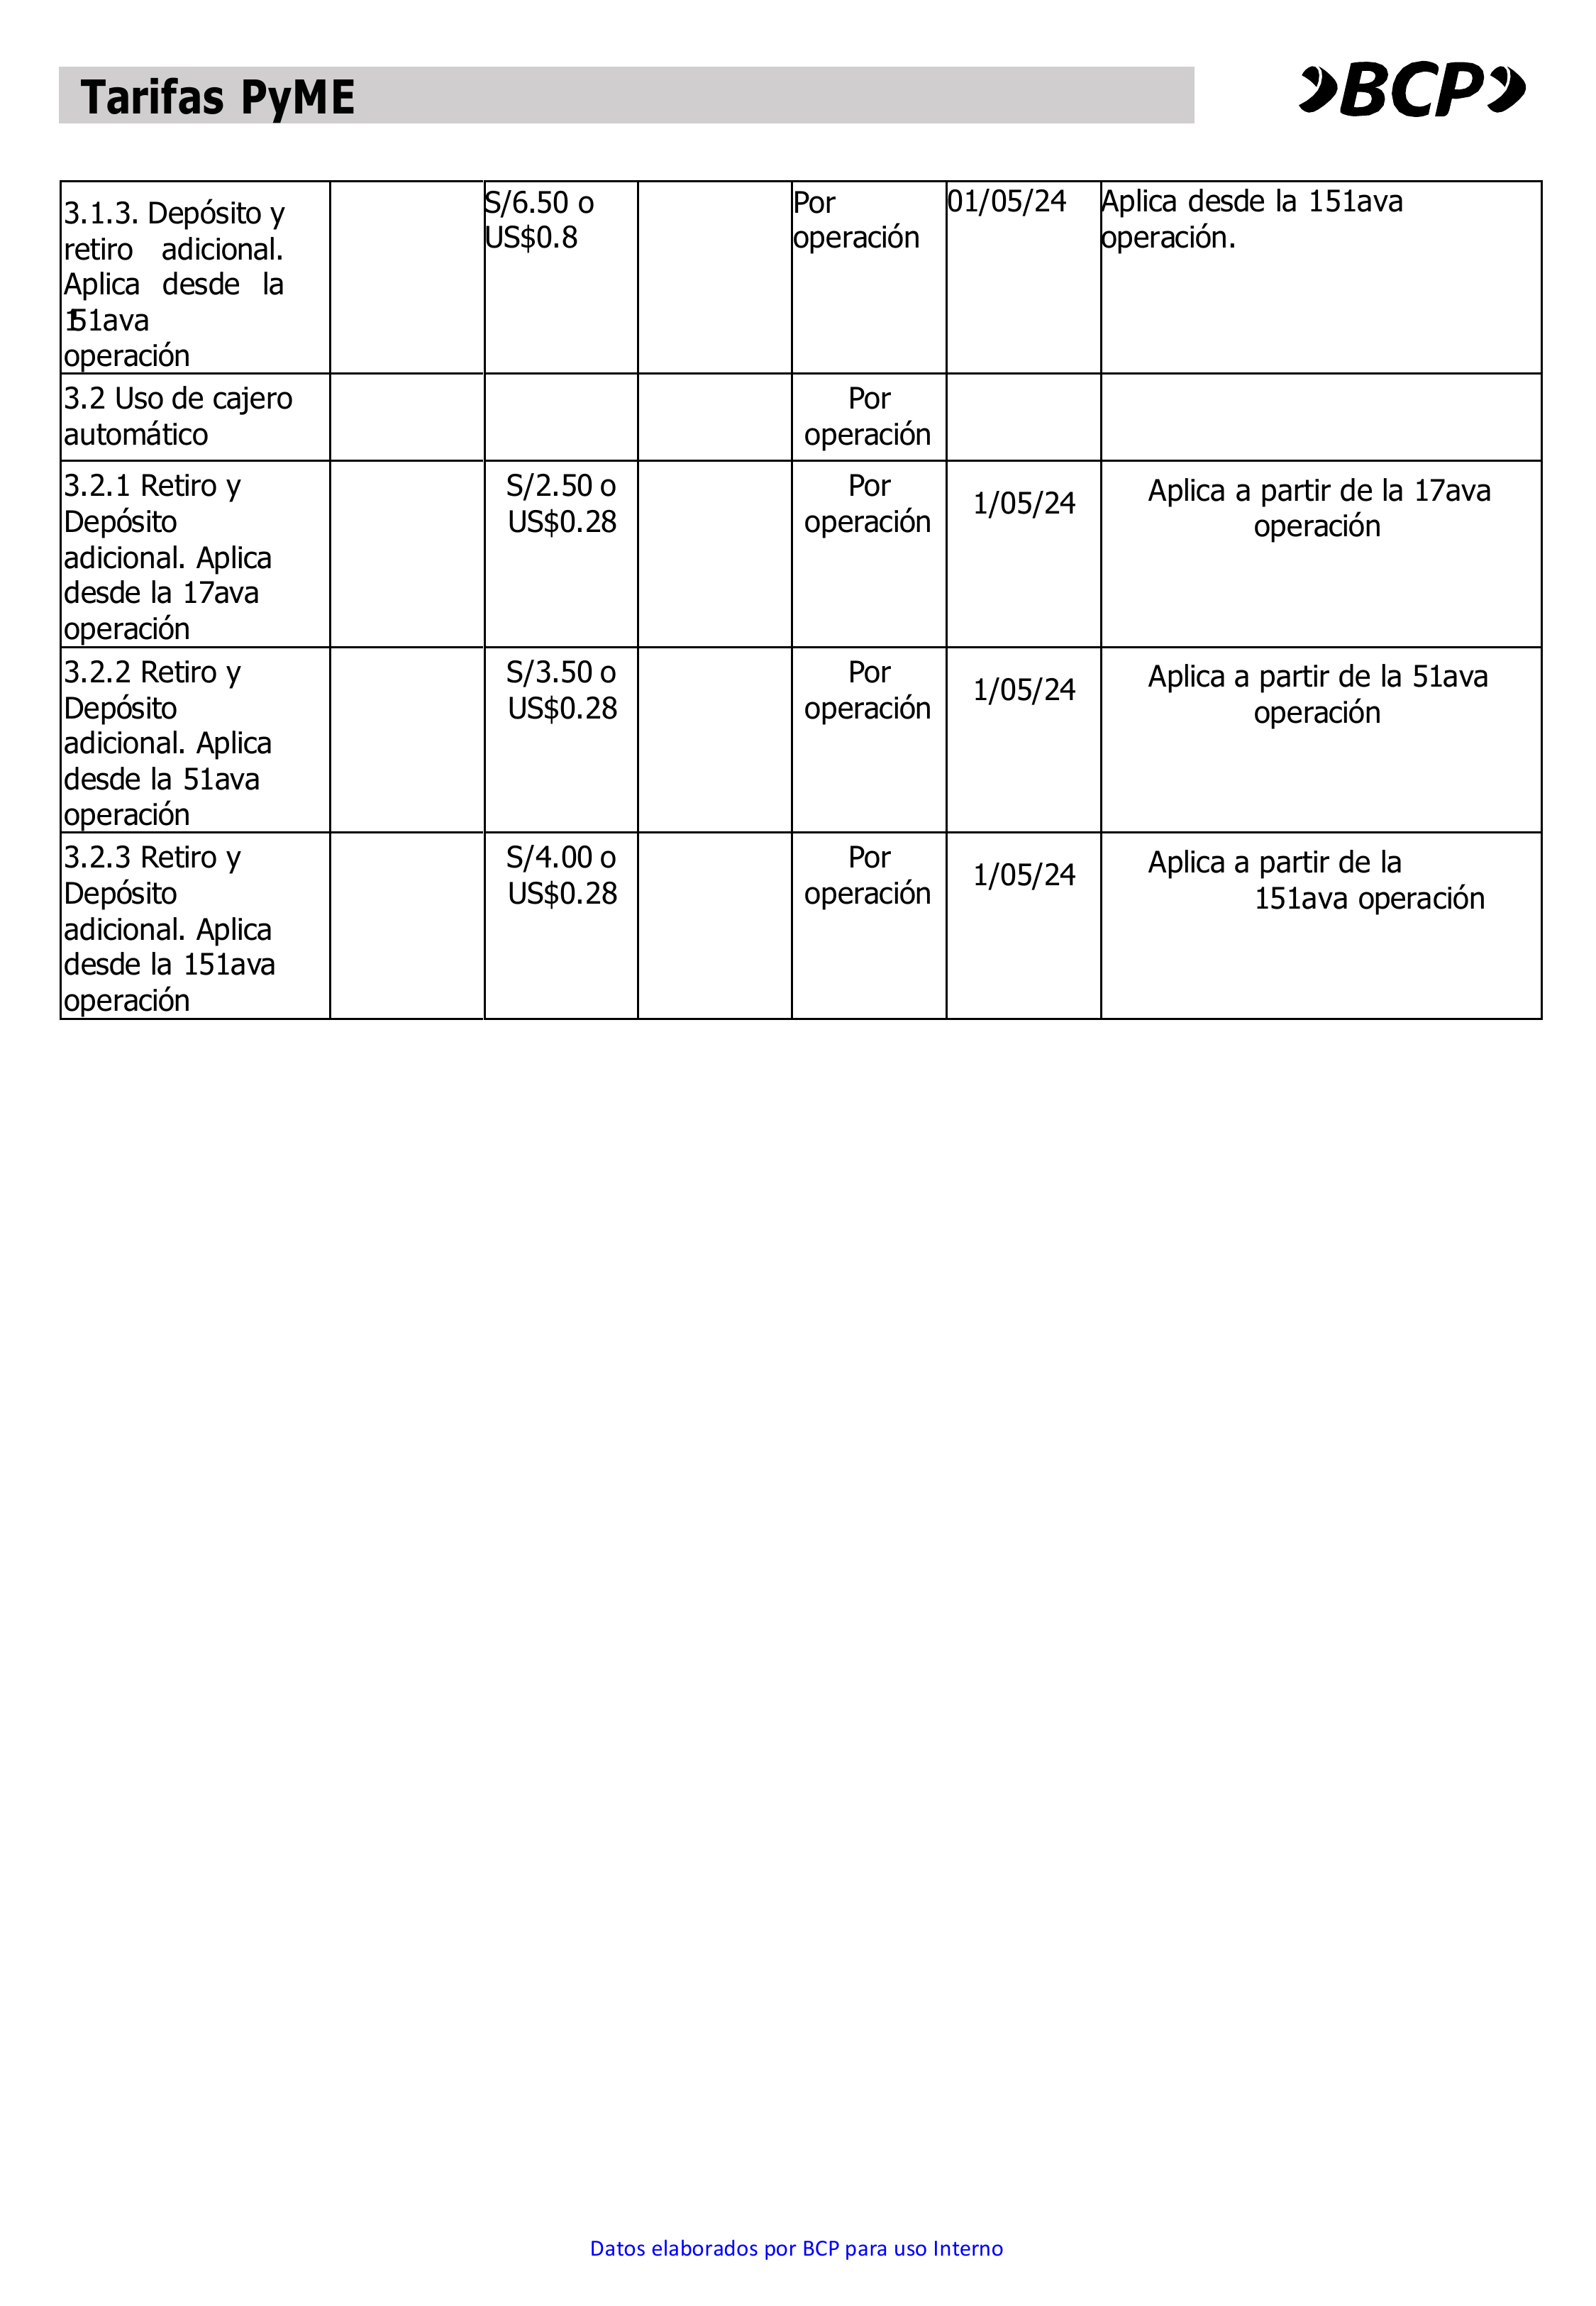 Tarifas PyME
BCP
3.1.3. Depósito y
retiro adicional.
Aplica desde la
151ava
operación
S/6.50 o
US$0.8
Por
operación
01/05/24
Aplica desde la 151ava
operación.
3.2 Uso de cajero
automático
Por
operación
3.2.1 Retiro y
Depósito
adicional. Aplica
desde la 17ava
operación
S/2.50 o
US$0.28
Por
operación
1/05/24
Aplica a partir de la 17ava
operación
3.2.2 Retiro y
Depósito
adicional. Aplica
desde la 51ava
operación
S/3.50 o
US$0.28
Por
operación
1/05/24
Aplica a partir de la 51ava
operación
3.2.3 Retiro y
Depósito
adicional. Aplica
desde la 151ava
operación
S/4.00 o
US$0.28
Por
operación
1/05/24
Aplica a partir de la
151ava operación
Datos elaborados por BCP para uso Interno